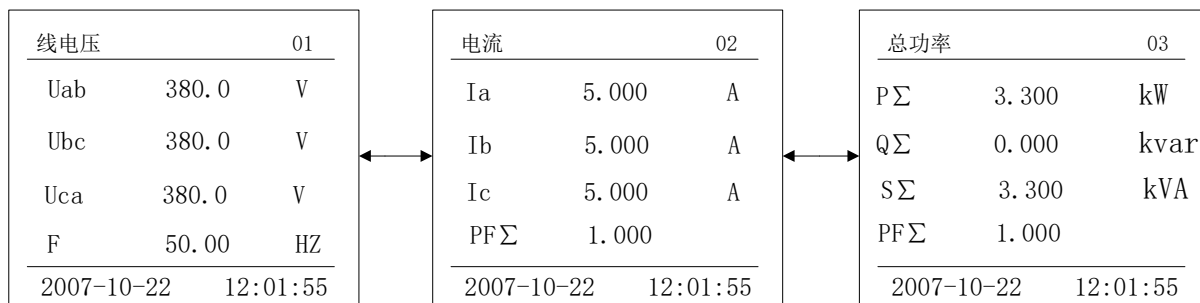 线电压 01
Uab 380.0 V
Ubc 380.0 V
Uca 380.0 V
F 50.00 HZ
2007-10-22 12:01:55
电流 02
Ia 5.000 A
Ib 5.000 A
Ic 5.000 A
PFΣ 1.000
2007-10-22 12:01:55
总功率 03
PΣ 3.300 kW
QΣ 0.000 kvar
SΣ 3.300 kVA
PFΣ 1.000
2007-10-22 12:01:55